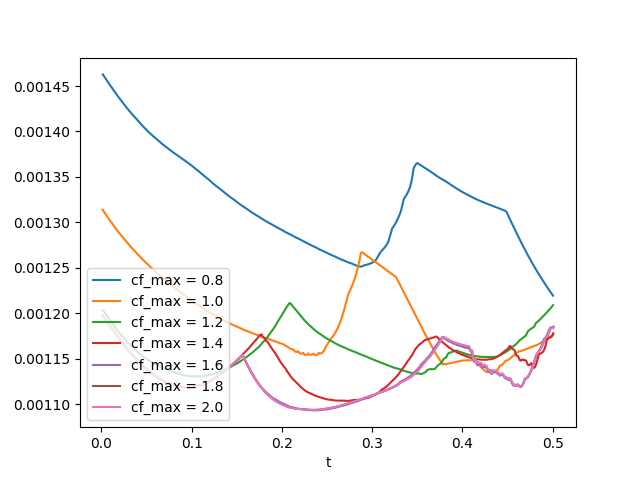 0.00145
0.00140
0.00135
0.00130
0.00125
0.00120
0.00115
0.00110
cf_max = 0.8
cf_max = 1.0
cf_max = 1.2
cf_max = 1.4
cf_max = 1.6
cf_max = 1.8
cf_max = 2.0
0.0 0.1 0.2 0.3 0.4 0.5
t